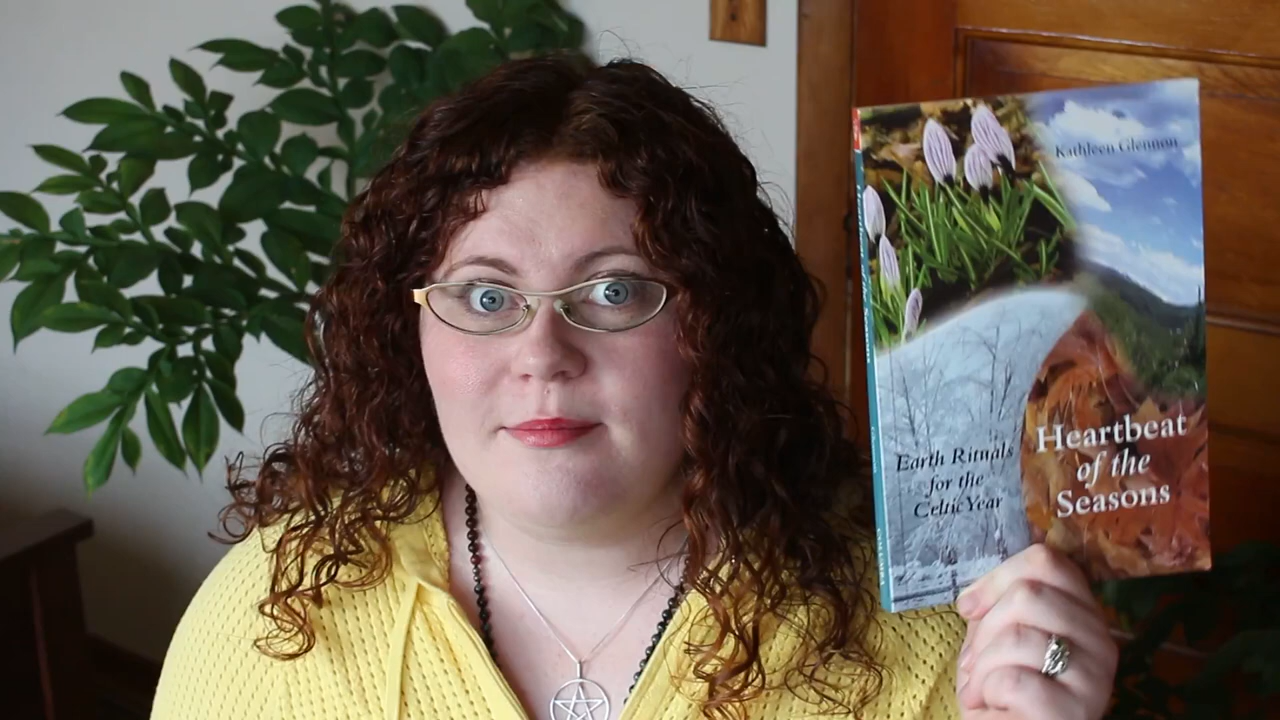 Kathleen Glennon
Heartbeat
of the
Seasons
Earth Rituals
for the
Celtic Year